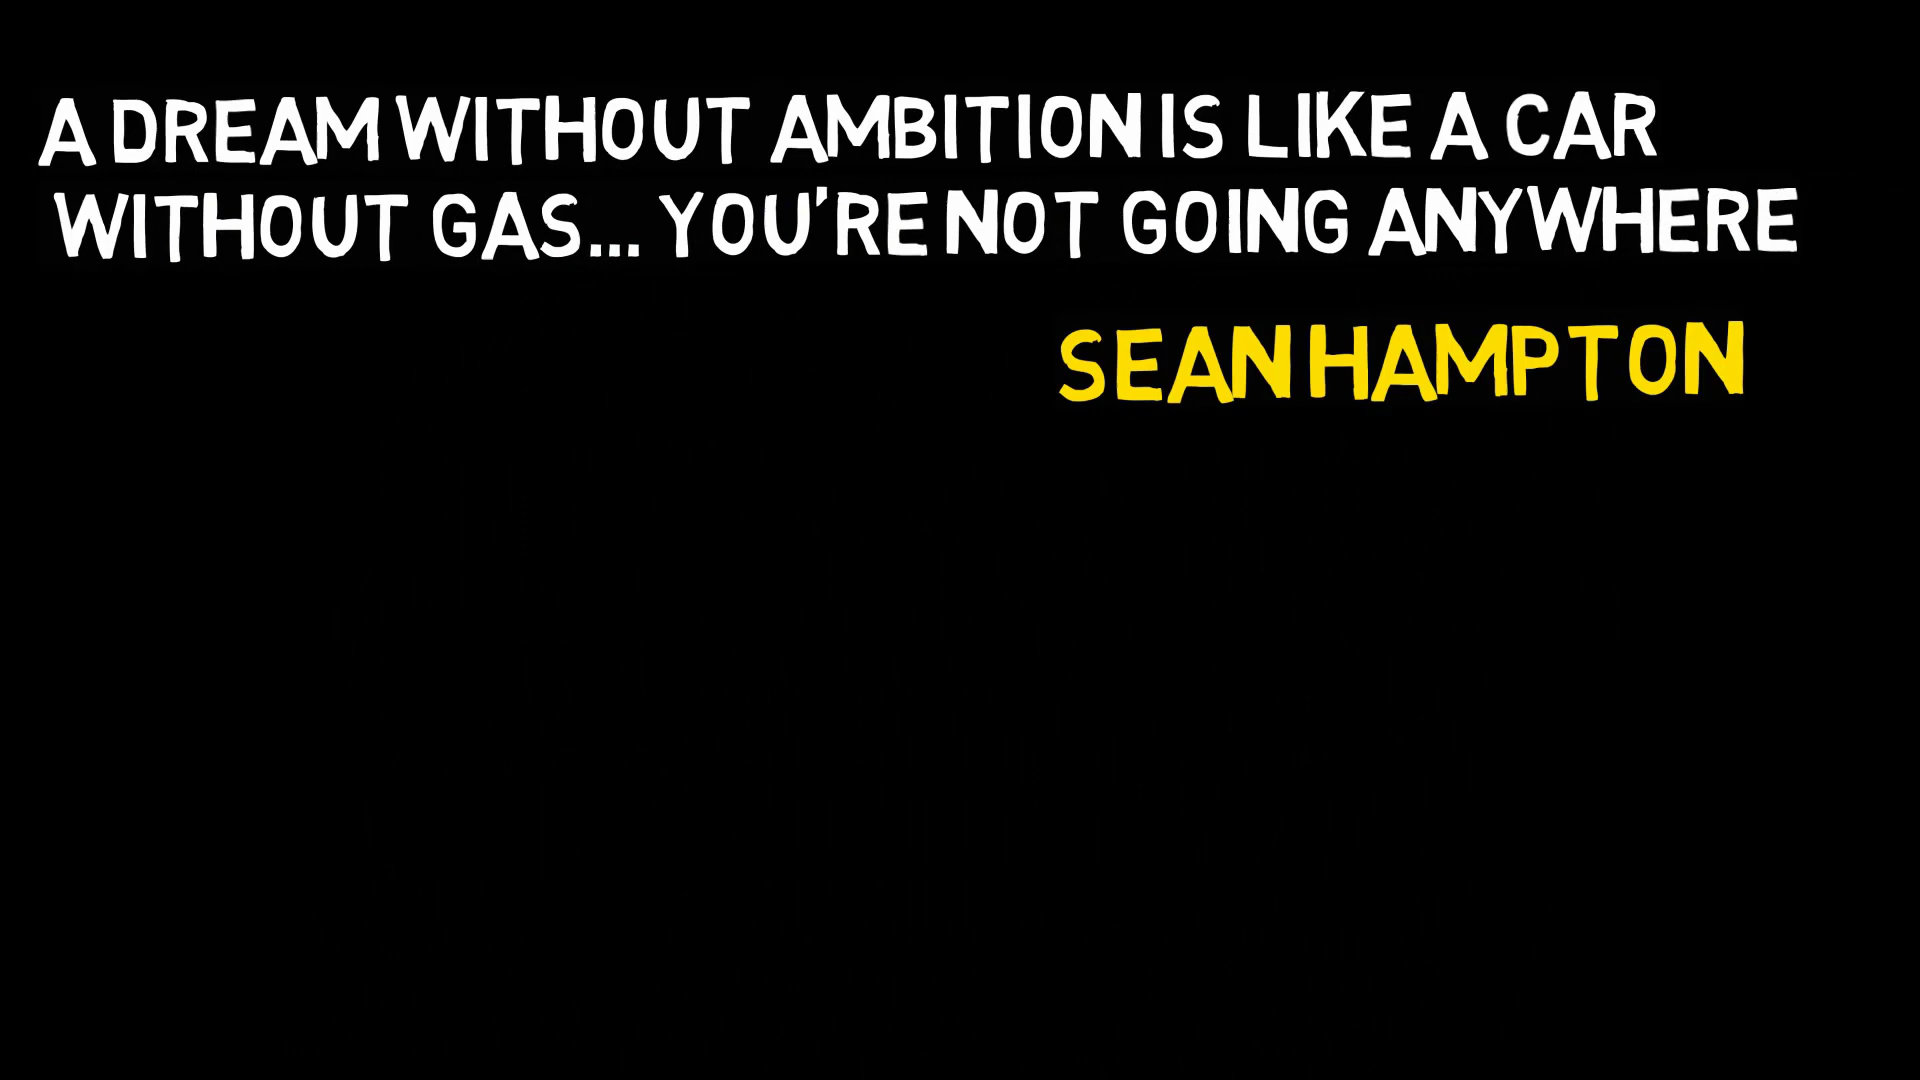 A DREAM WITHOUT AMBITION IS LIKE A CAR
WITHOUT GAS... YOU'RE NOT GOING ANYWHERE
SEAN HAMPTON